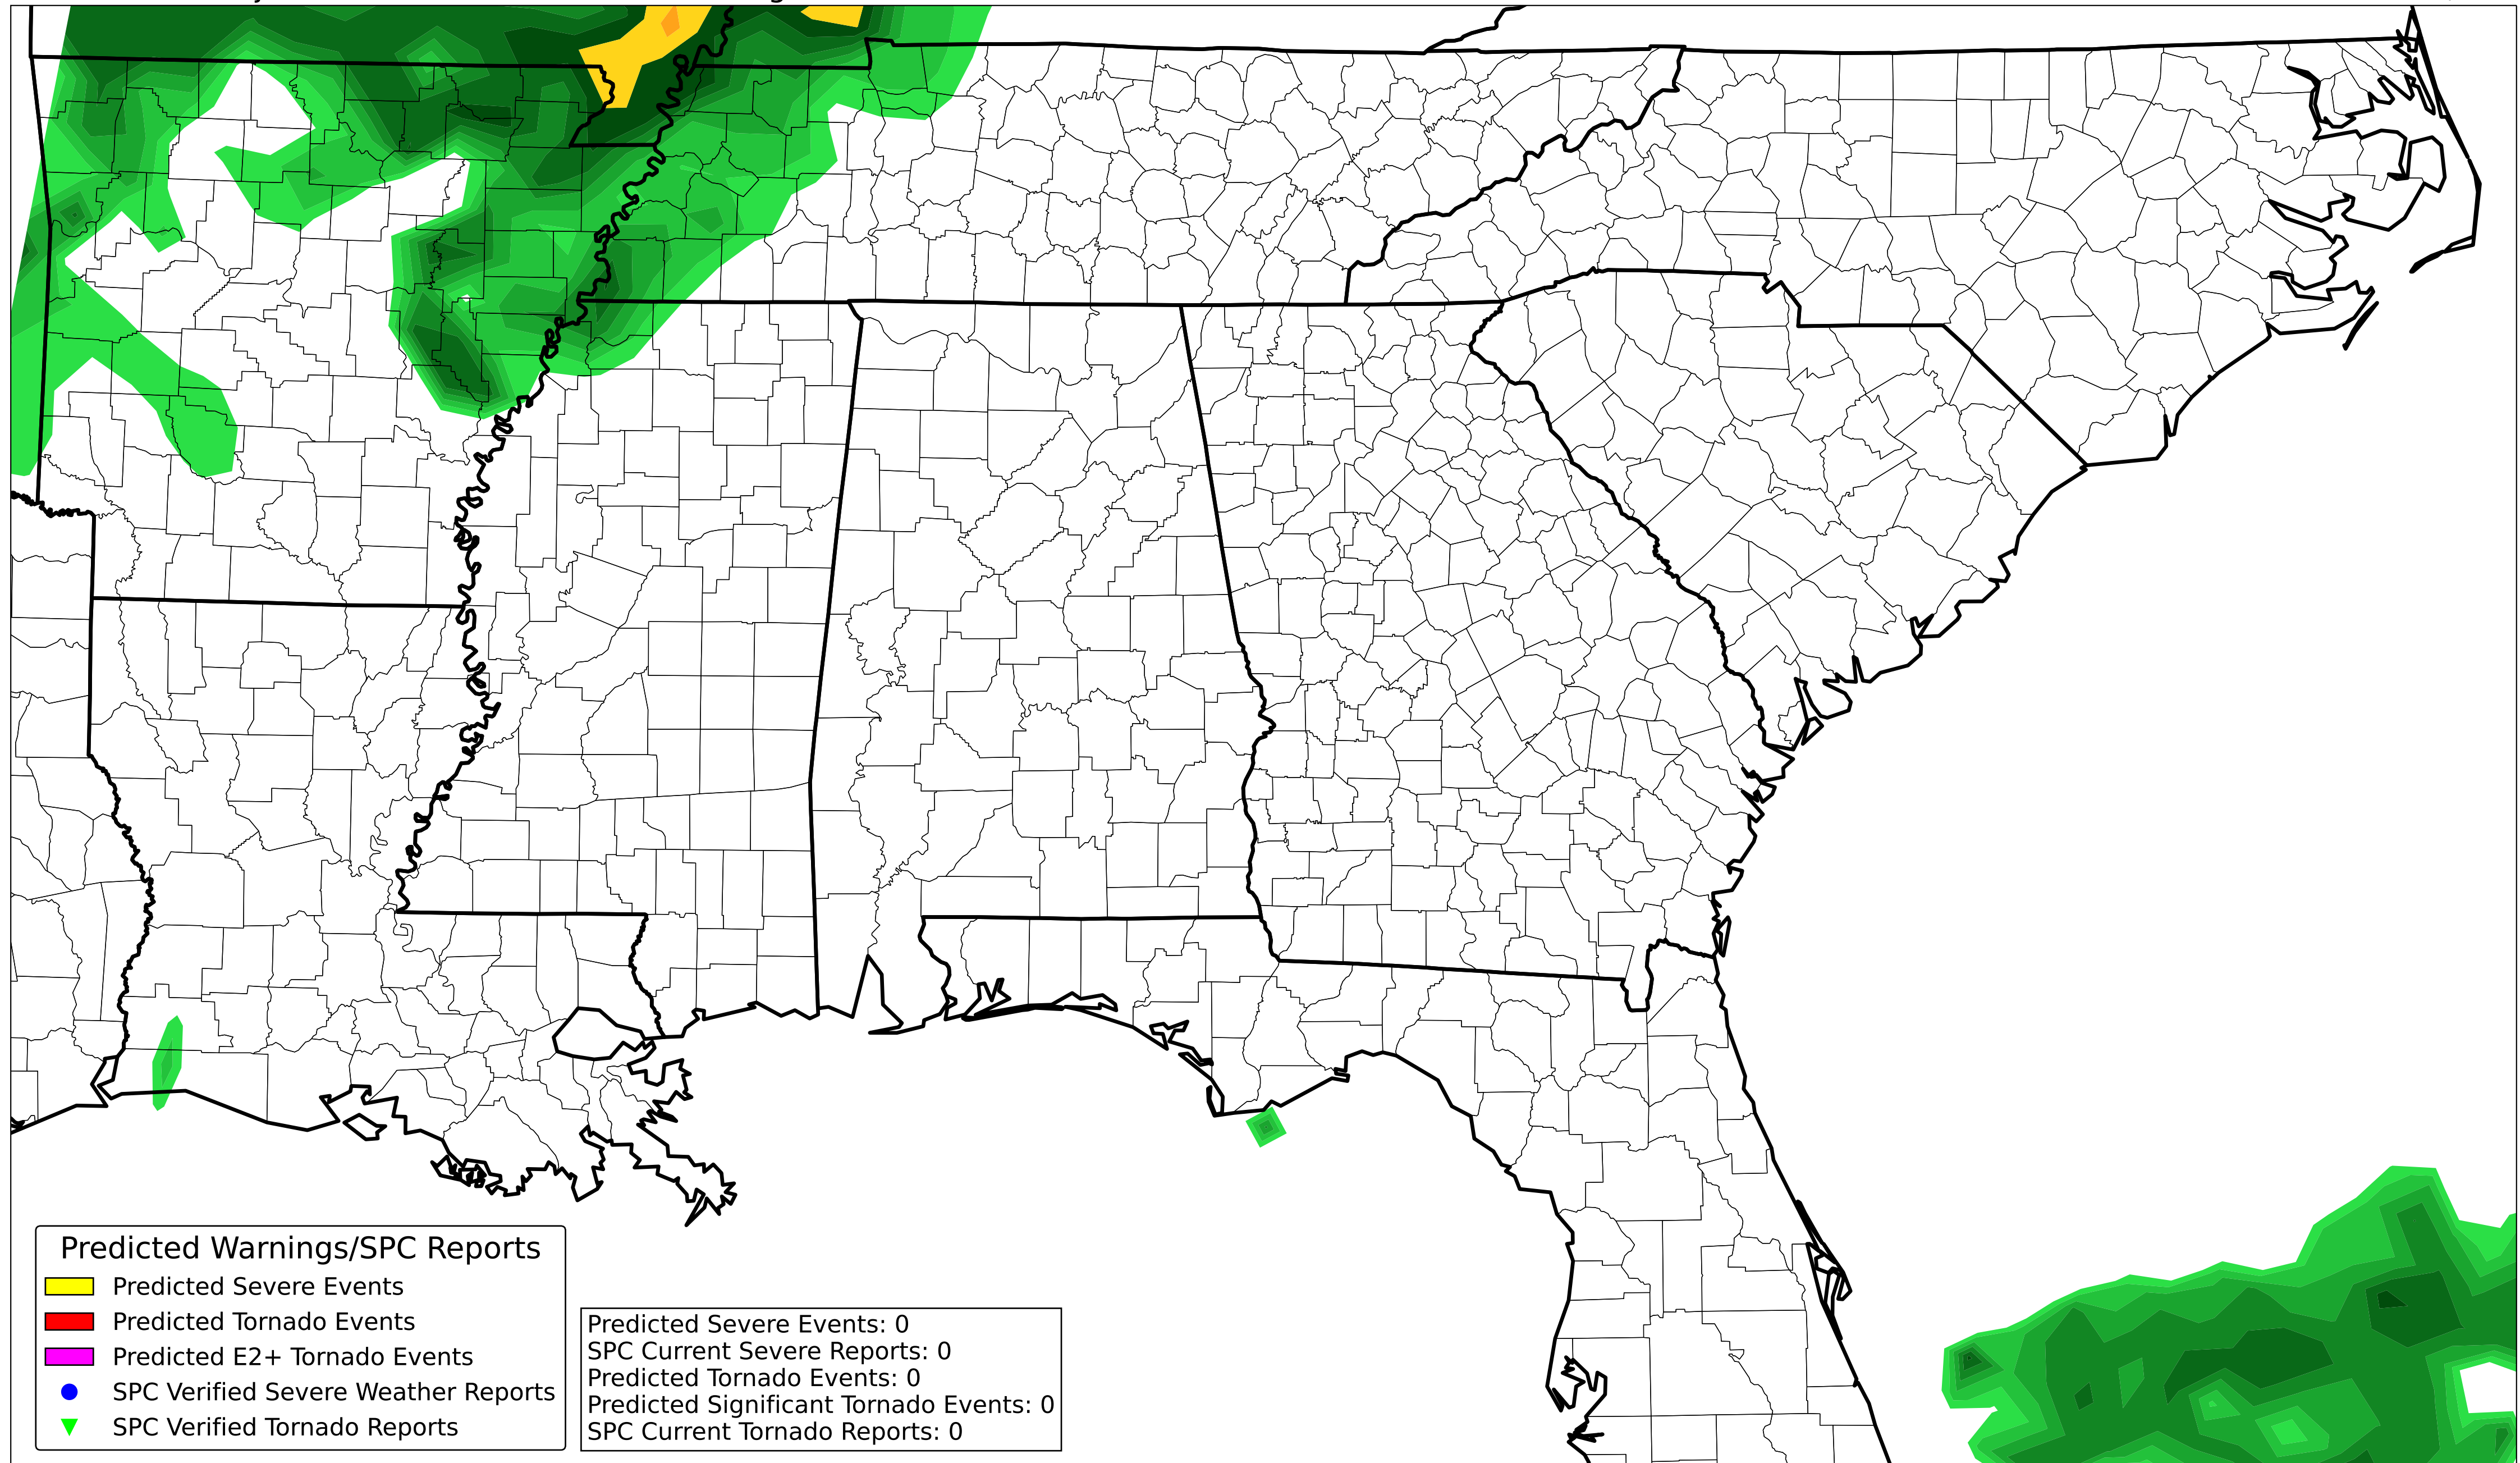 Predicted Warnings/SPC Reports
Predicted Severe Events
Predicted Tornado Events
Predicted E2+ Tornado Events
SPC Verified Severe Weather Reports
SPC Verified Tornado Reports
Predicted Severe Events: 0
SPC Current Severe Reports: 0
Predicted Tornado Events: 0
Predicted Significant Tornado Events: 0
SPC Current Tornado Reports: 0